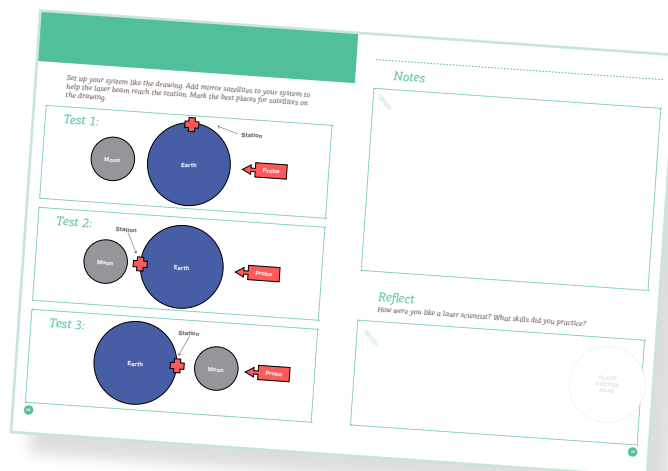 Set up your system like the drawing. Add mirror satellites to your system to
help the laser beam reach the station. Mark the best places for satellites on
the drawing.
Test 1:
Station
Moon
Earth
Probe
Test 2:
Station
Moon
Earth
Probe
Test 3:
Station
Earth
Moon
Probe
Notes
Reflect
How were you like a laser scientist? What skills did you practice?
PLACE
STICKER
HERE